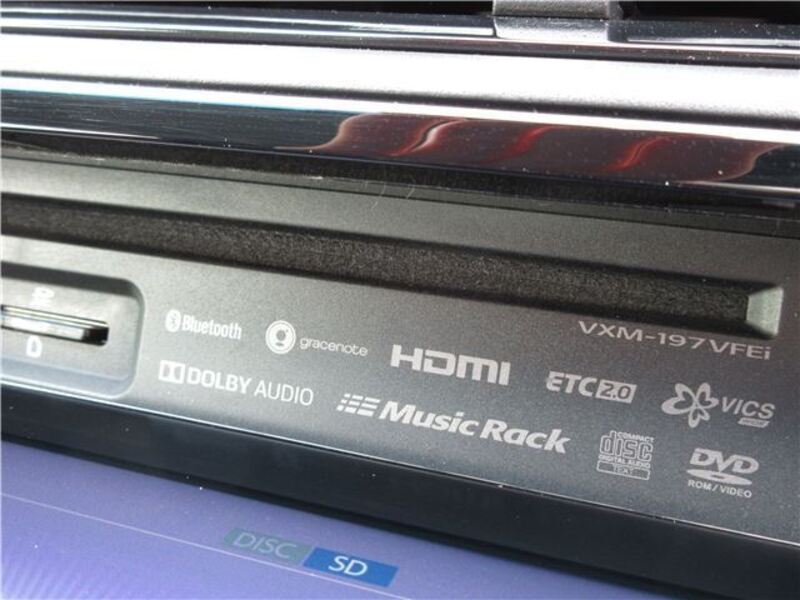 Bluetooth
gracenote
HDMI
VXM-197VFEi
ETC 2.0
VICS
DOLBY AUDIO
Music Rack
COMPACT
disc
DIGITAL AUDIO
TEXT
DVD
ROM / VIDEO
DISC
SD